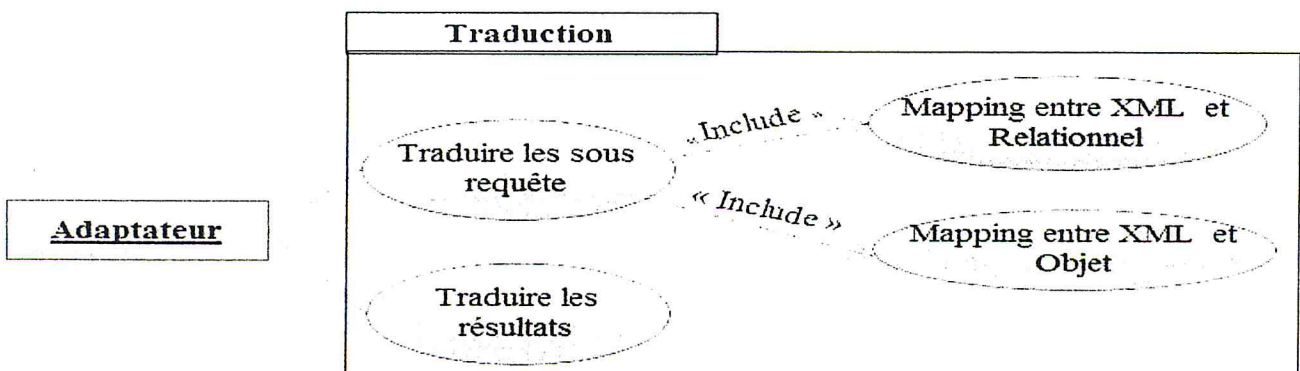 Traduction
« Include »
Mapping entre XML et
Relationnel
Traduire les sous
requête
« Include »
Adaptateur
Mapping entre XML et
Objet
Traduire les
résultats